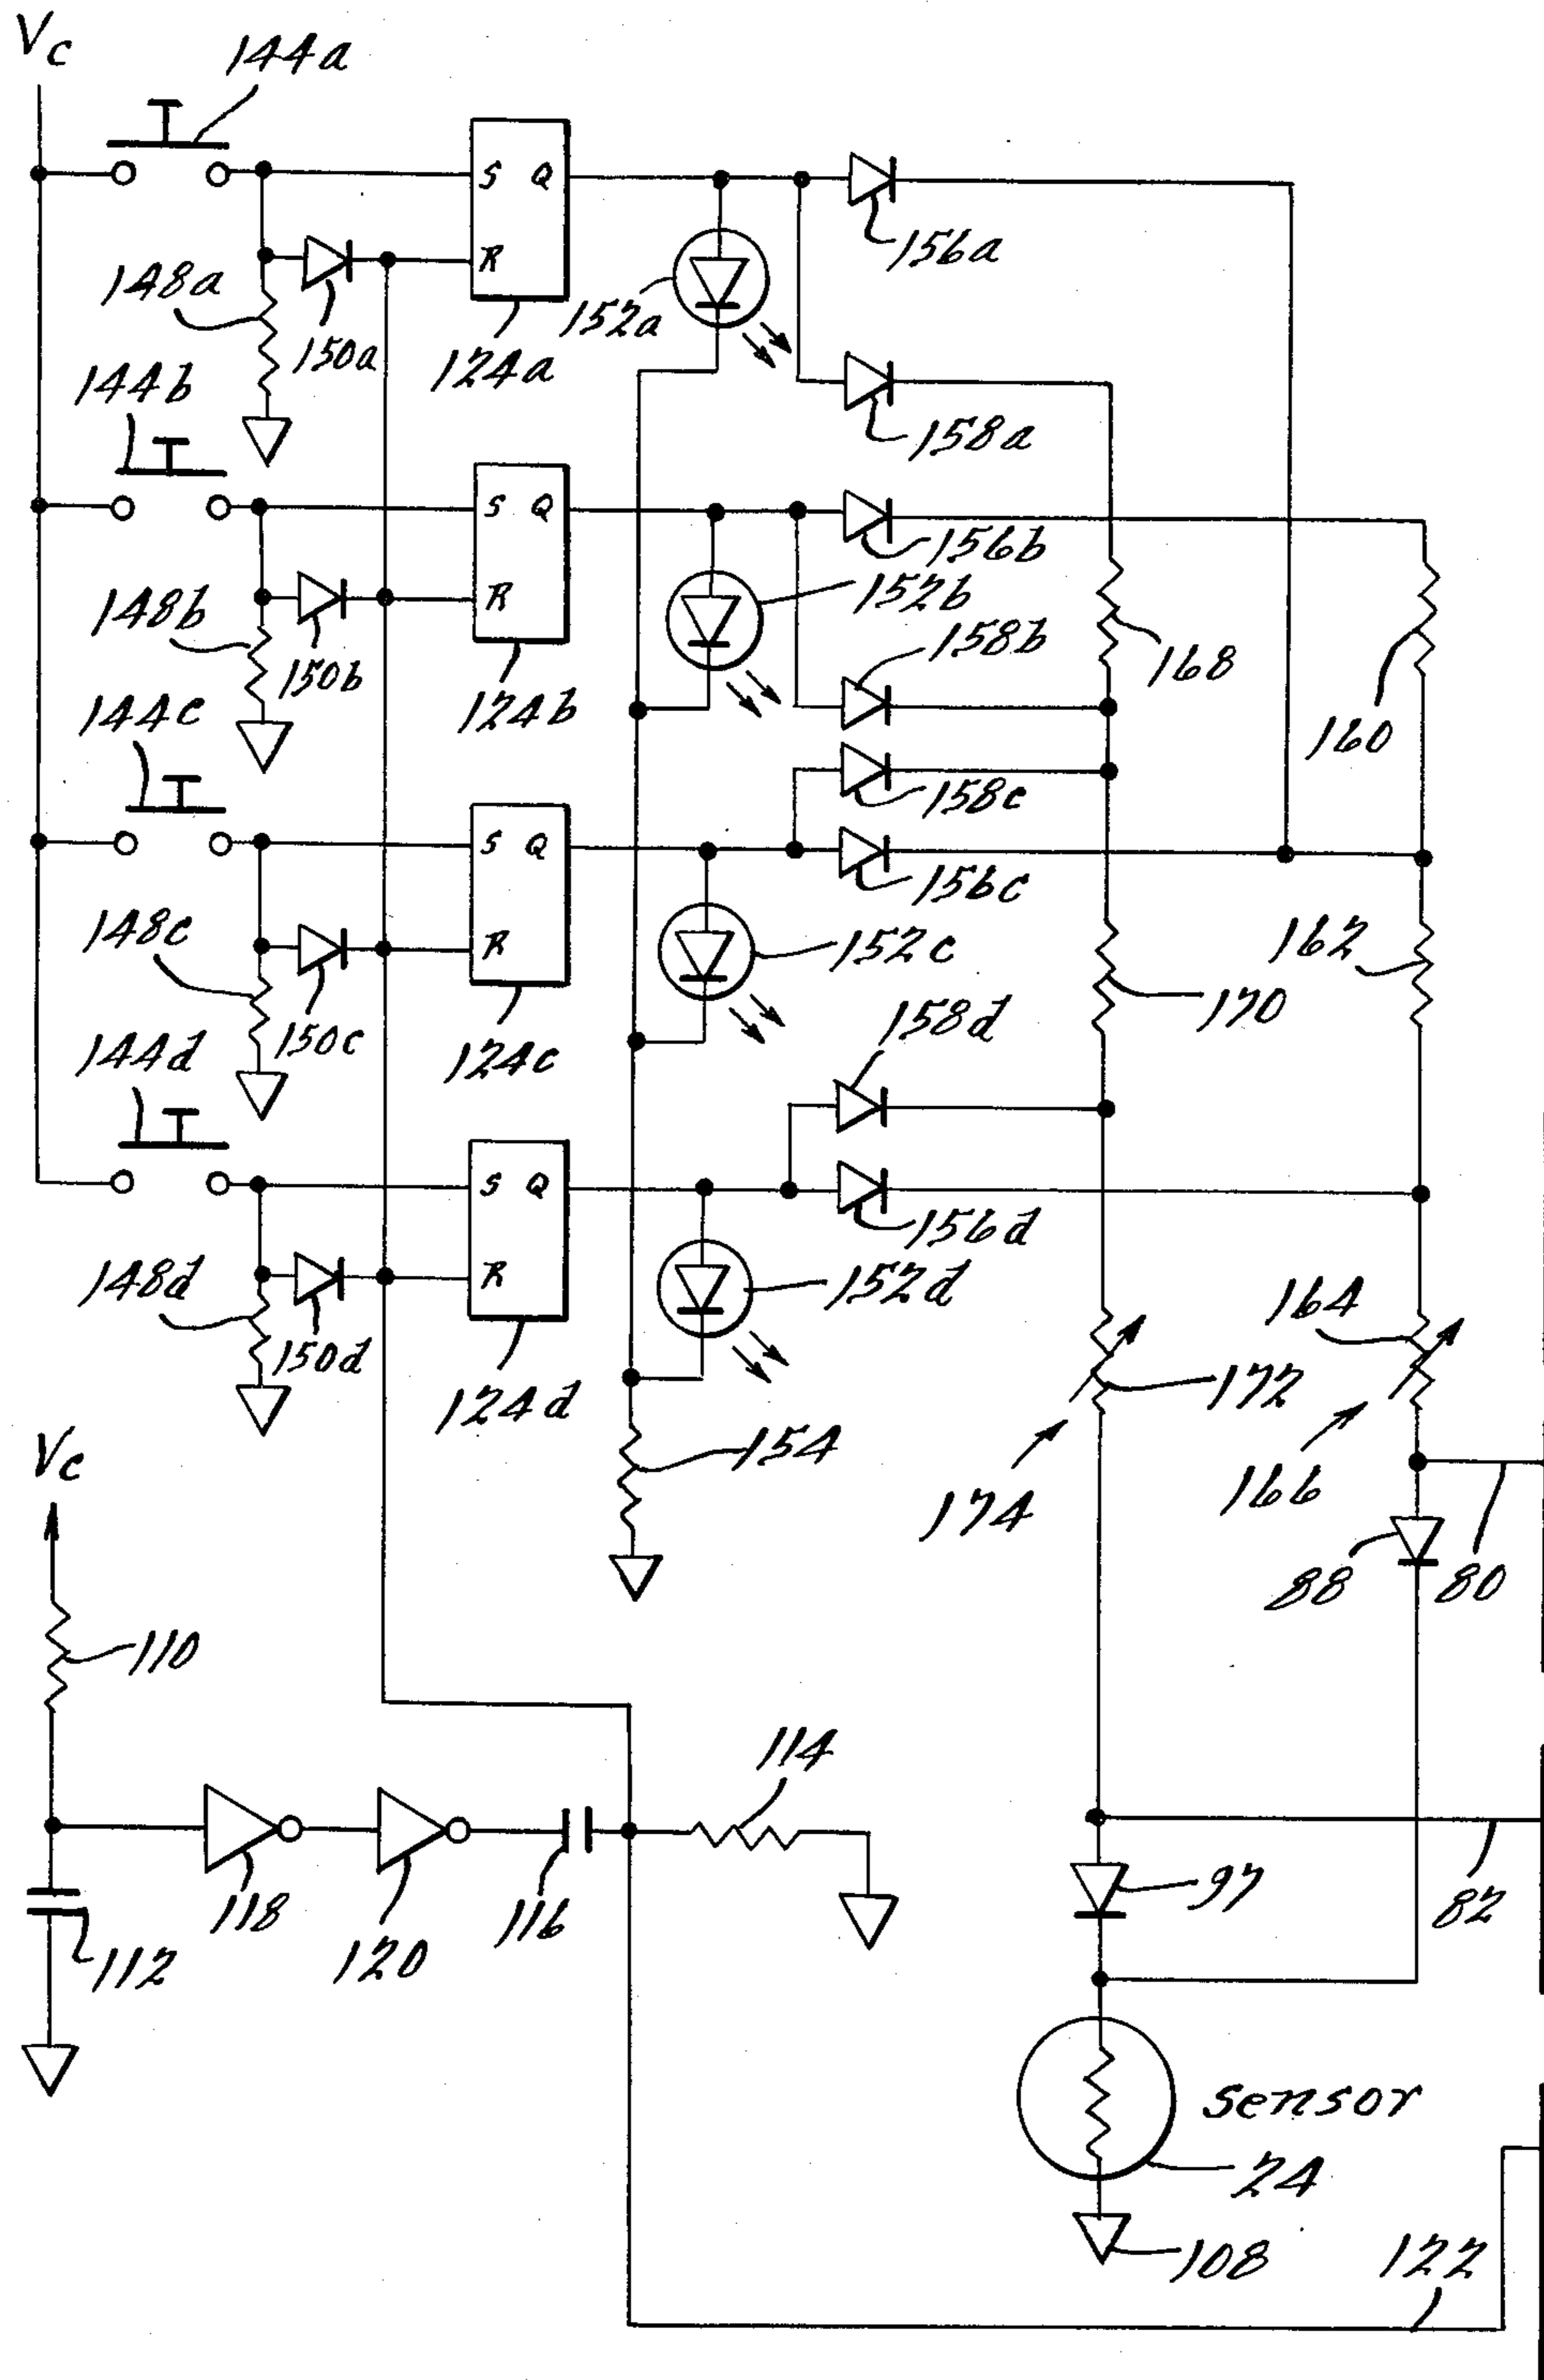 Vc
144a
S Q
156a
R
148a
152a
150a
124a
144b
158a
S Q
156b
152b
R
148b
158b
168
150b
144c
124b
160
158c
S Q
156c
148c
152c
162
R
170
158d
150c
144d
124c
S Q
156d
148d
152d
164
R
150d
172
124d
Vc
154
166
174
88
80
110
114
97
118
82
116
112
120
sensor
24
108
122